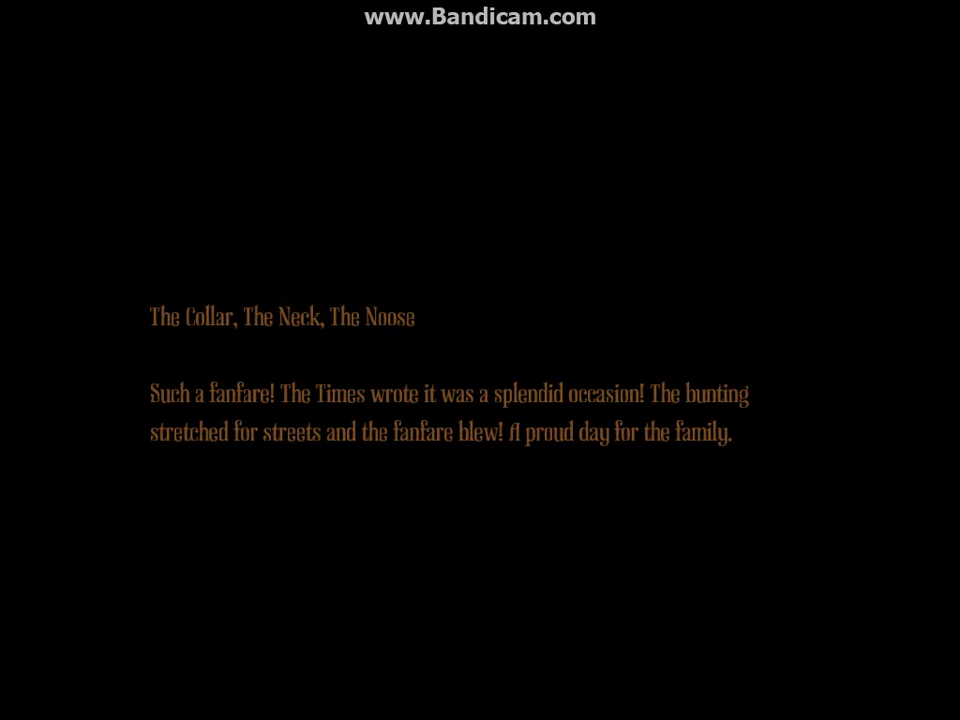 www.Bandicam.com
The Collar, The Neck, The Noose
Such a fanfare! The Times wrote it was a splendid occasion! The bunting
stretched for streets and the fanfare blew! A proud day for the family.